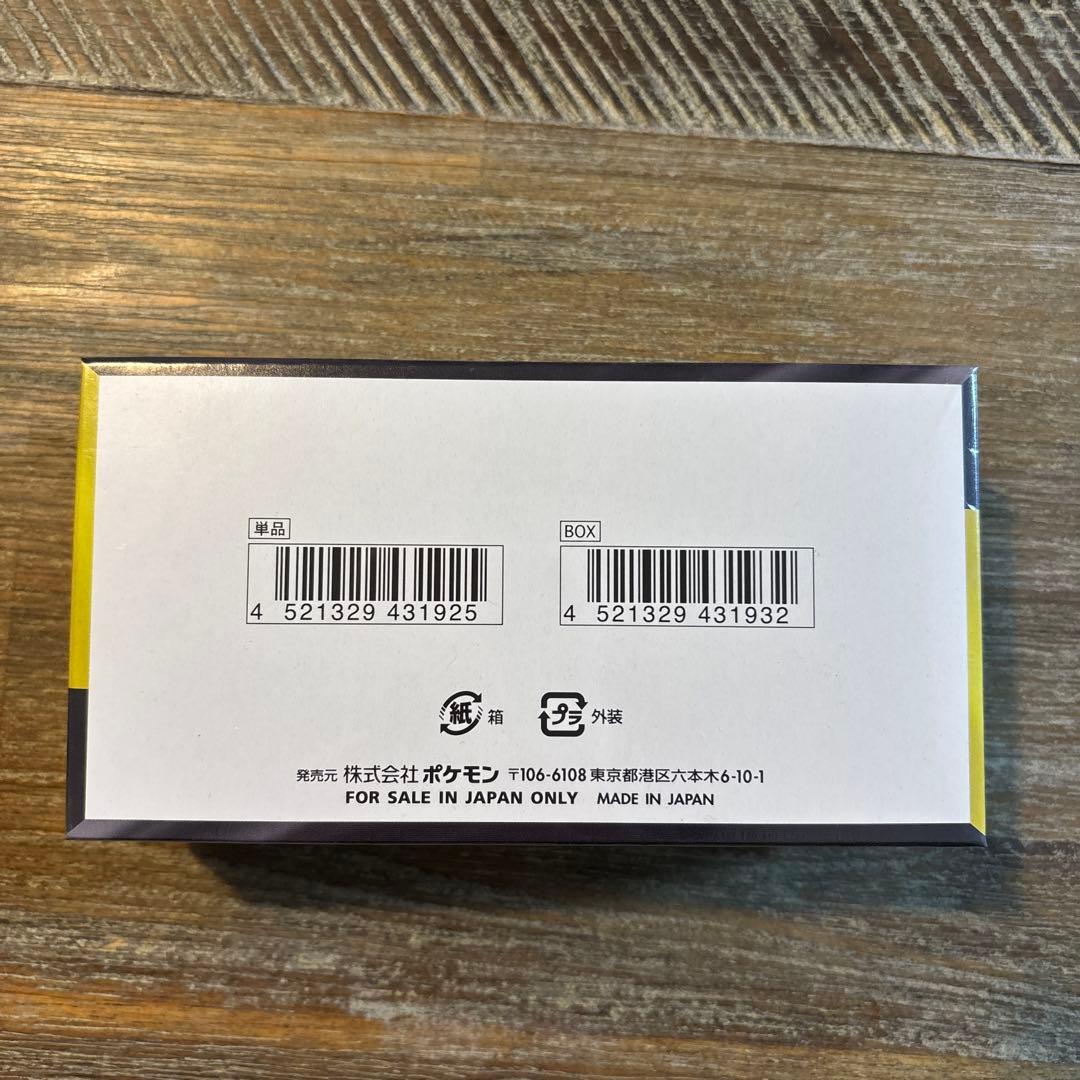 単品
4 521329 431925
BOX
4 521329 431932
紙 箱
プラ 外装
発売元 株式会社ポケモン 〒106-6108 東京都港区六本木6-10-1
FOR SALE IN JAPAN ONLY MADE IN JAPAN